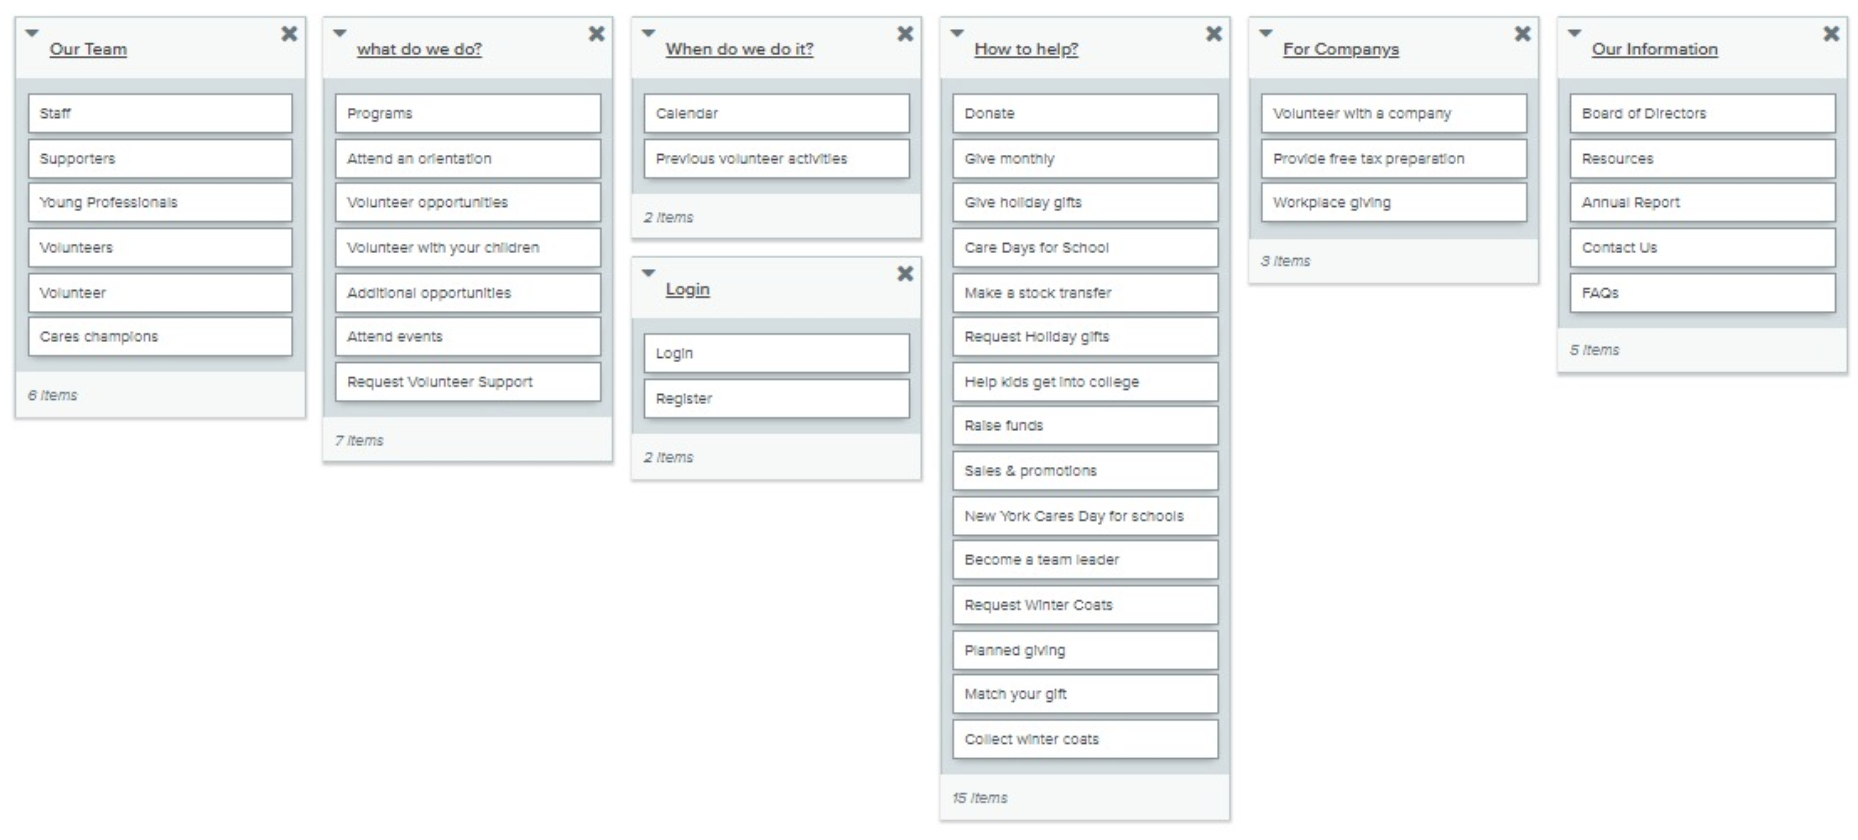 Our Team
Staff
Supporters
Young Professionals
Volunteers
Volunteer
Cares champions
6 items
what do we do?
Programs
Attend an orientation
Volunteer opportunities
Volunteer with your children
Additional opportunities
Attend events
Request Volunteer Support
7 items
When do we do it?
Calendar
Previous volunteer activities
2 items
Login
Login
Register
2 items
How to help?
Donate
Give monthly
Give holiday gifts
Care Days for School
Make a stock transfer
Request Holiday gifts
Help kids get into college
Raise funds
Sales & promotions
New York Cares Day for schools
Become a team leader
Request Winter Coats
Planned giving
Match your gift
Collect winter coats
15 items
For Companys
Volunteer with a company
Provide free tax preparation
Workplace giving
3 items
Our Information
Board of Directors
Resources
Annual Report
Contact Us
FAQs
5 items